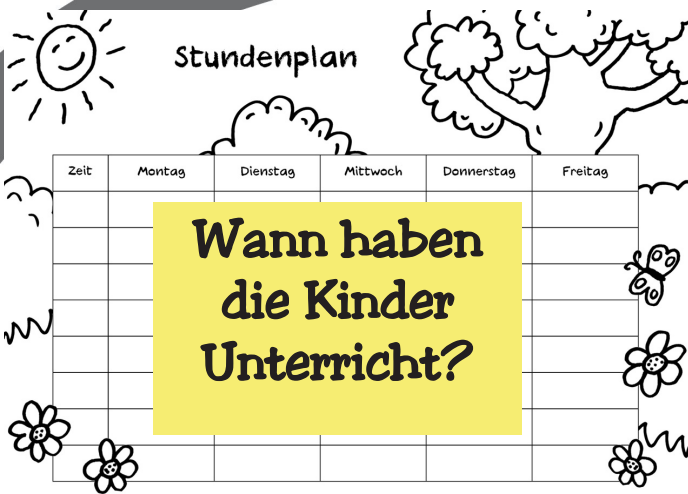 Stundenplan
Zeit Montag Dienstag Mittwoch Donnerstag Freitag
Wann haben
die Kinder
Unterricht?